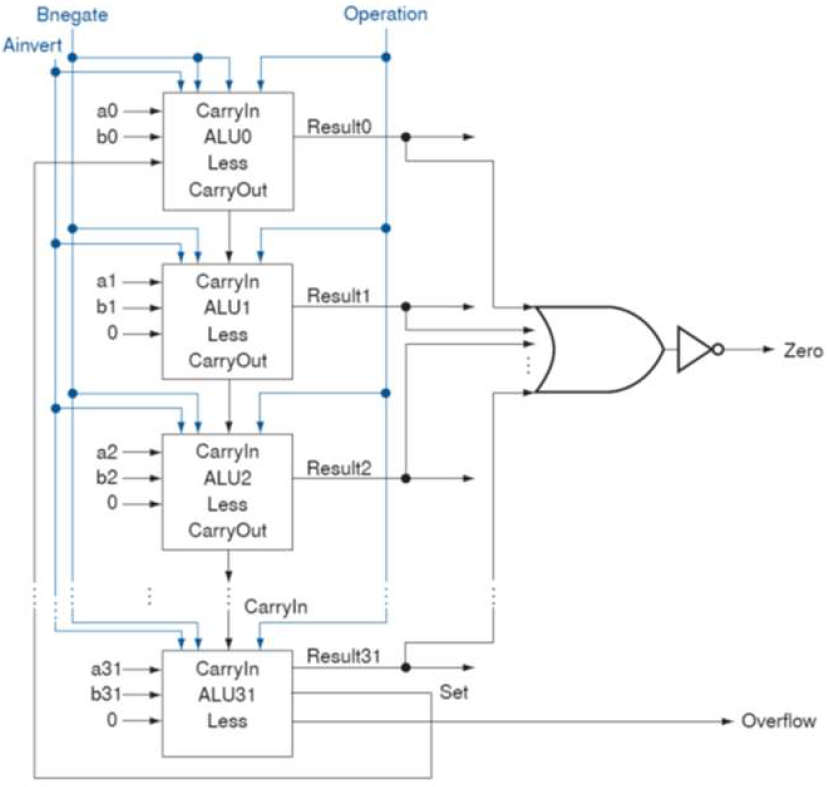 Bnegate
Operation
Ainvert
a0
CarryIn
b0
ALU0
Result0
Less
CarryOut
a1
CarryIn
b1
ALU1
Result1
0
Less
CarryOut
Zero
a2
CarryIn
b2
ALU2
Result2
0
Less
CarryOut
CarryIn
a31
CarryIn
Result31
b31
ALU31
Set
0
Less
Overflow